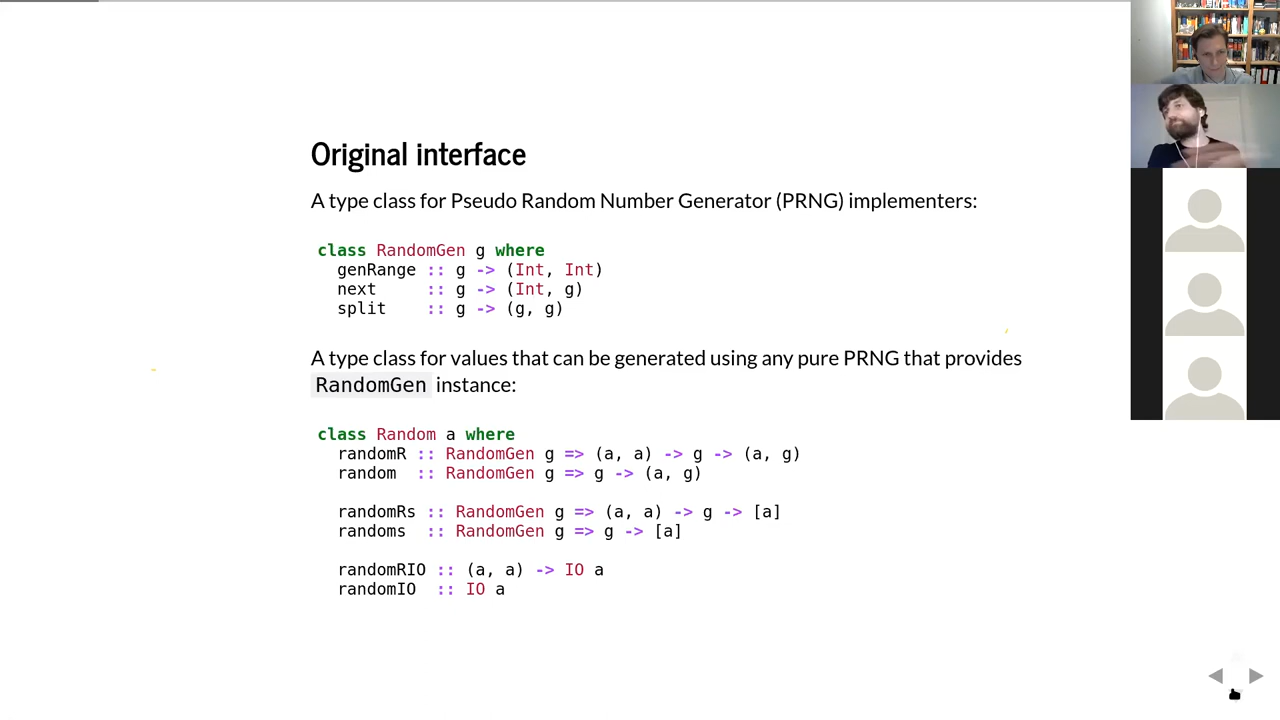 Original interface
A type class for Pseudo Random Number Generator (PRNG) implementers:
class RandomGen g where
  genRange :: g -> (Int, Int)
  next     :: g -> (Int, g)
  split    :: g -> (g, g)
A type class for values that can be generated using any pure PRNG that provides
RandomGen instance:
class Random a where
  randomR :: RandomGen g => (a, a) -> g -> (a, g)
  random  :: RandomGen g => g -> (a, g)
  randomRs :: RandomGen g => (a, a) -> g -> [a]
  randoms  :: RandomGen g => g -> [a]
  randomRIO :: (a, a) -> IO a
  randomIO  :: IO a